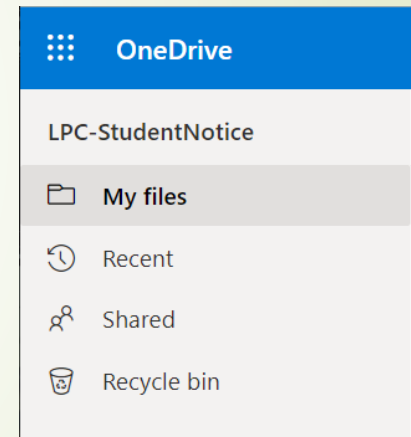 OneDrive
LPC-StudentNotice
My files
Recent
Shared
Recycle bin